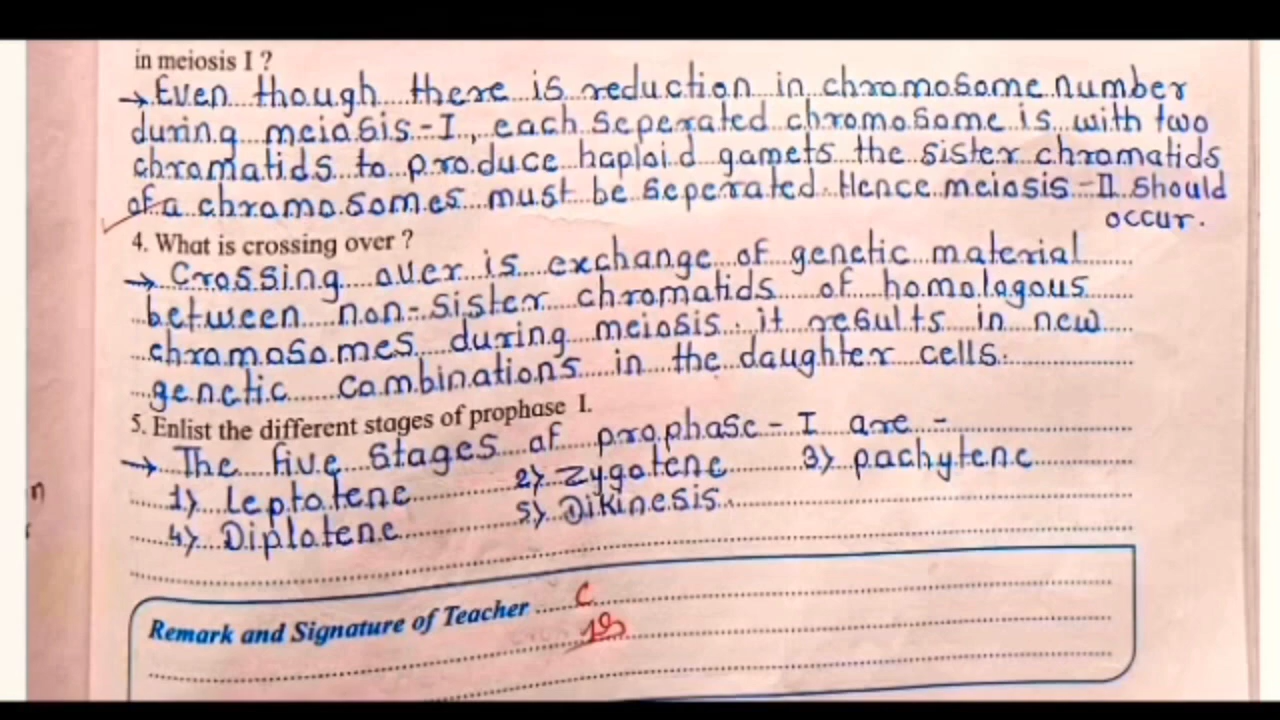 in meiosis I ?
→ Even though there is reduction in chromosome number
during meiosis-I, each seperated chromosome is with two
chromatids to produce haploid gamets the sister chromatids
of a chromosomes must be seperated. Hence meiosis-II should
occur.
4. What is crossing over ?
→ Crossing over is exchange of genetic material
between non-sister chromatids of homologous
chromosomes during meiosis. it results in new
genetic combinations in the daughter cells.
5. Enlist the different stages of prophase I.
→ The five stages of prophase-I are -
1) Leptotene 2) Zygotene 3) pachytene
4) Diplotene 5) Dikinesis.
n
Remark and Signature of Teacher C